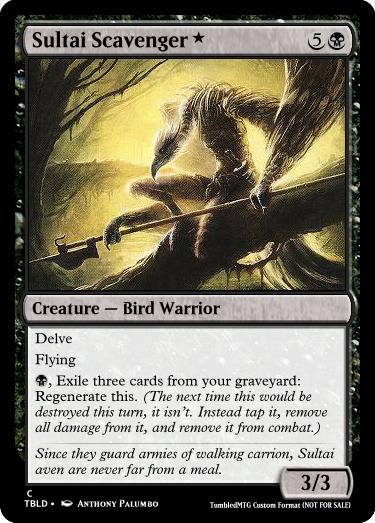 Sultai Scavenger ★ 5
Creature — Bird Warrior
Delve
Flying
, Exile three cards from your graveyard:
Regenerate this. (The next time this would
be destroyed this turn, it isn't. Instead tap it, remove
all damage from it, and remove it from combat.)
Since they guard armies of walking carrion, Sultai
aven are never far from a meal.
3/3
C
TBLD • Anthony Palumbo
TumbledMTG Custom Format (NOT FOR SALE)